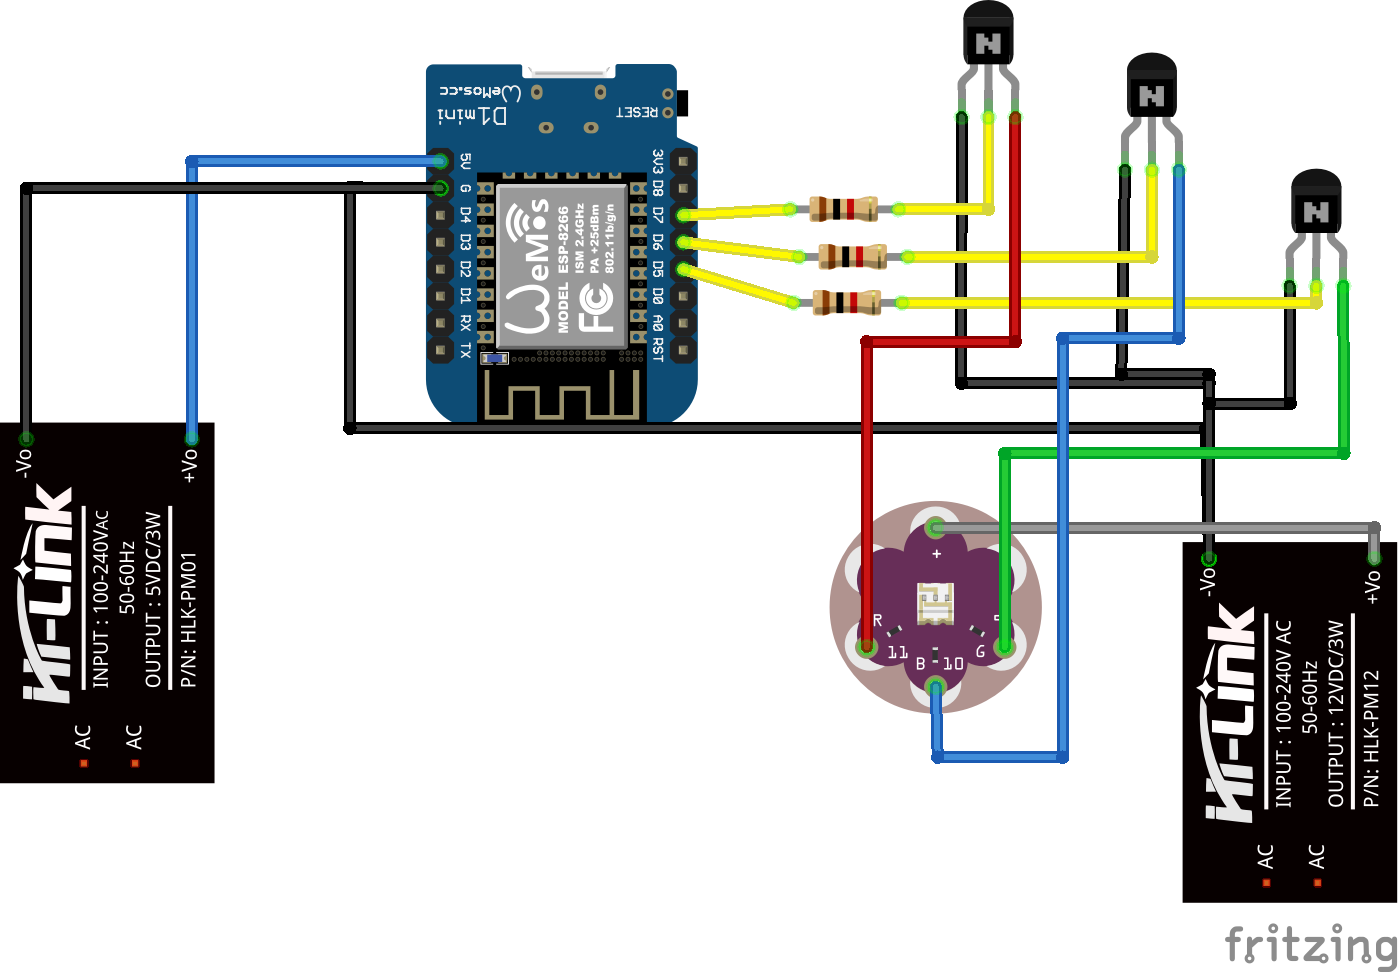 WeMos.cc
D1mini
RESET
5V
G
D4
D3
D2
D1
RX
TX
3V3
D8
D7
D6
D5
D0
A0
RST
WeMos
MODEL ESP-8266
ISM 2.4GHz
PA +25dBm
802.11b/g/n
FC
N
N
N
-Vo
+Vo
Hi-Link
INPUT : 100-240VAC
50-60Hz
OUTPUT : 5VDC/3W
P/N: HLK-PM01
AC
AC
+
R
11
B
10
G
-Vo
+Vo
Hi-Link
INPUT : 100-240V AC
50-60Hz
OUTPUT : 12VDC/3W
P/N: HLK-PM12
AC
AC
fritzing